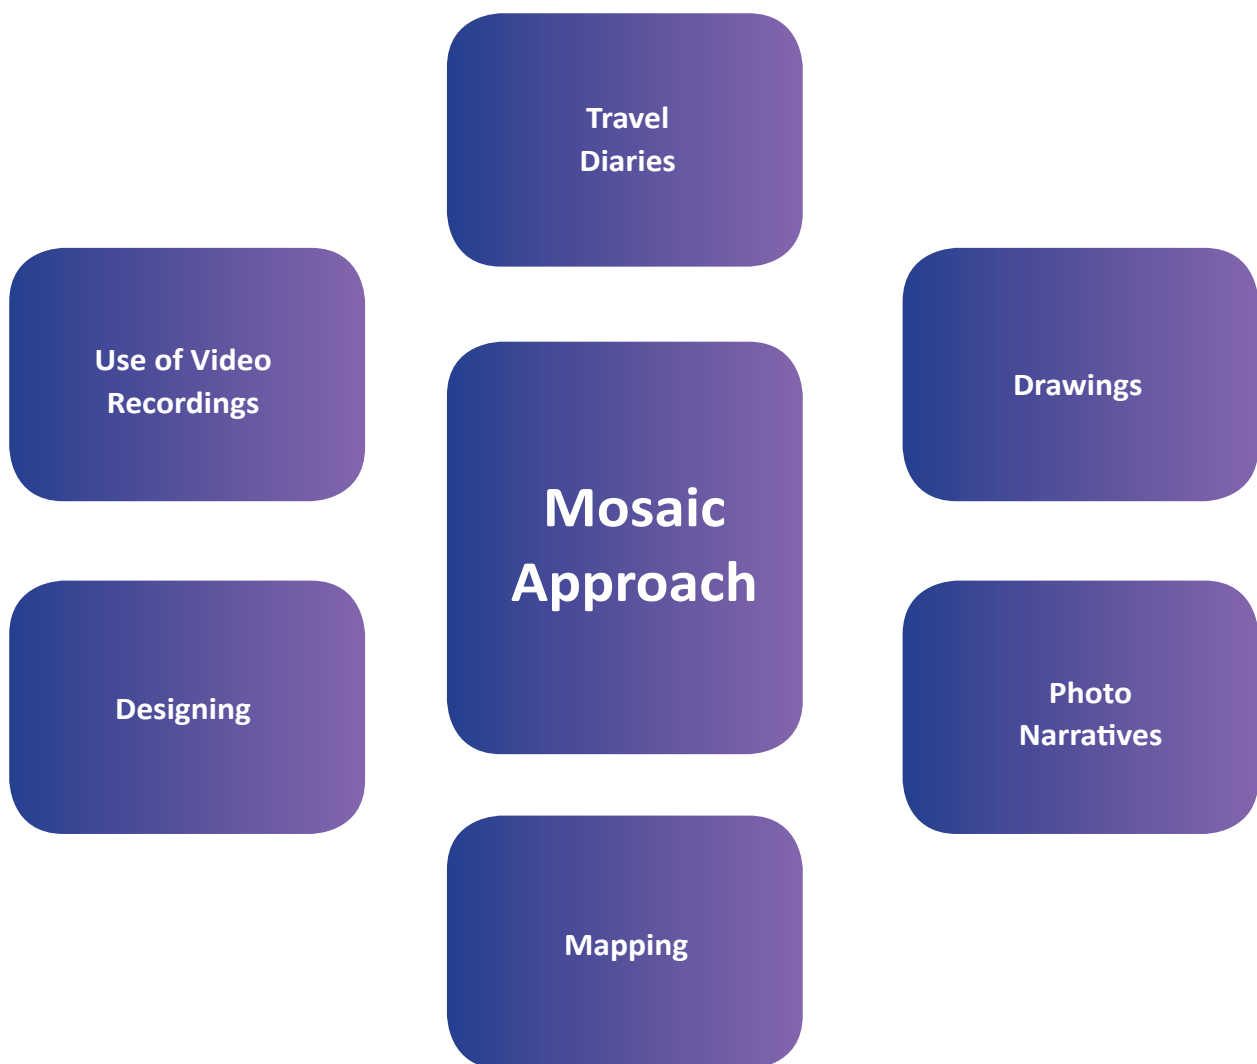 Travel
Diaries
Use of Video
Recordings
Drawings
Mosaic
Approach
Designing
Photo
Narratives
Mapping